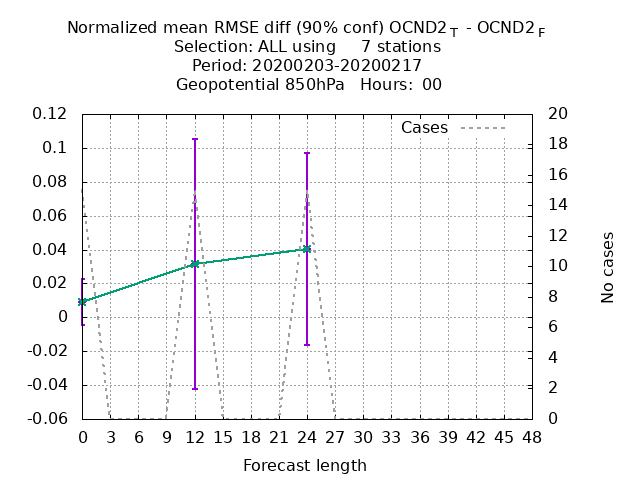 Normalized mean RMSE diff (90% conf) OCND2 T - OCND2 F
Selection: ALL using     7 stations
Period: 20200203-20200217
Geopotential 850hPa   Hours:  00
Cases
0.12
0.1
0.08
0.06
0.04
0.02
0
-0.02
-0.04
-0.06
20
18
16
14
12
10
8
6
4
2
0
No cases
0 3 6 9 12 15 18 21 24 27 30 33 36 39 42 45 48
Forecast length